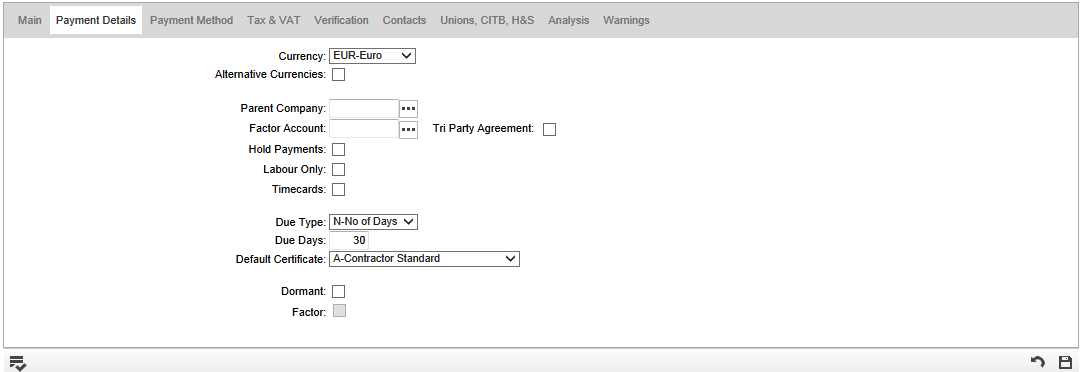 Main Payment Details Payment Method Tax & VAT Verification Contacts Unions, CITB, H&S Analysis Warnings
Currency: EUR-Euro
Alternative Currencies:
Parent Company:
Factor Account: Tri Party Agreement:
Hold Payments:
Labour Only:
Timecards:
Due Type: N-No of Days
Due Days: 30
Default Certificate: A-Contractor Standard
Dormant:
Factor: